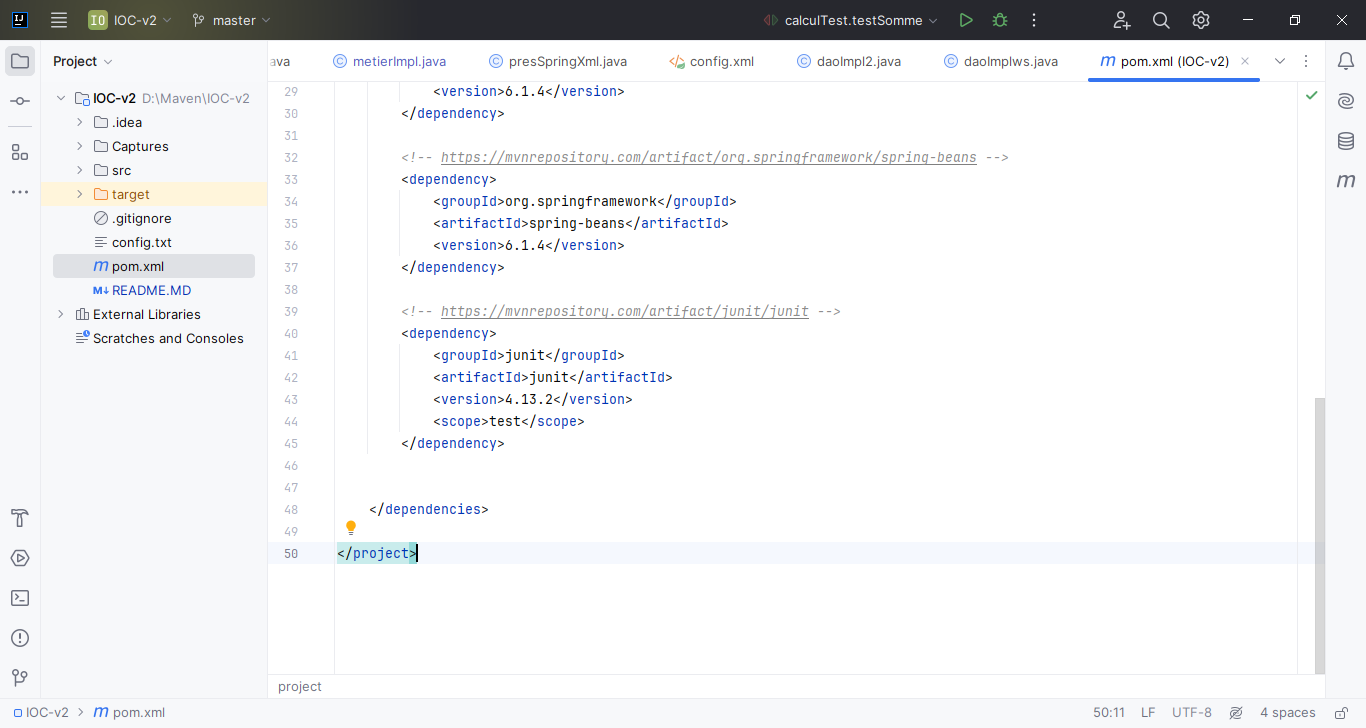 IJ
IO IOC-v2
master
calculTest.testSomme
Project
ava
metierImpl.java
presSpringXml.java
config.xml
daoImpl2.java
daoImplws.java
m pom.xml (IOC-v2)
IOC-v2 D:\Maven\IOC-v2
.idea
Captures
src
target
.gitignore
config.txt
m pom.xml
M↓ README.MD
External Libraries
Scratches and Consoles
29 <version>6.1.4</version>
30 </dependency>
31
32 <!-- https://mvnrepository.com/artifact/org.springframework/spring-beans -->
33 <dependency>
34 <groupId>org.springframework</groupId>
35 <artifactId>spring-beans</artifactId>
36 <version>6.1.4</version>
37 </dependency>
38
39 <!-- https://mvnrepository.com/artifact/junit/junit -->
40 <dependency>
41 <groupId>junit</groupId>
42 <artifactId>junit</artifactId>
43 <version>4.13.2</version>
44 <scope>test</scope>
45 </dependency>
46
47
48 </dependencies>
49
50 </project>
m
project
IOC-v2 > m pom.xml
50:11 LF UTF-8 4 spaces